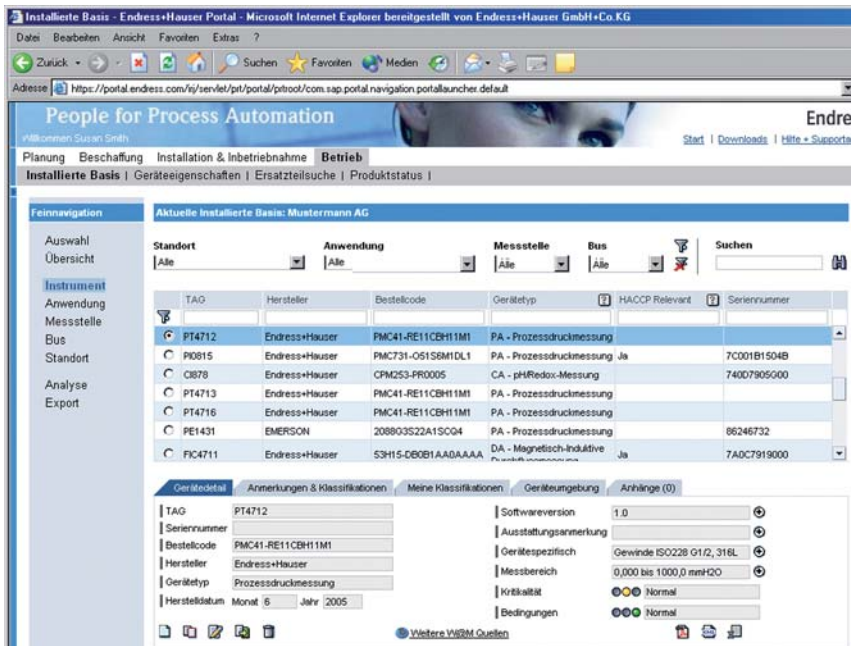 Installierte Basis - Endress+Hauser Portal - Microsoft Internet Explorer bereitgestellt von Endress+Hauser GmbH+Co.KG
Datei Bearbeiten Ansicht Favoriten Extras ?
Zurück Suchen Favoriten Medien
Adresse https://portal.endress.com/irj/servlet/prt/portal/prtroot/com.sap.portal.navigation.portallauncher.default
People for Process Automation
Endre
Willkommen Susan Smith
Start | Downloads | Hilfe + Supporta
Planung Beschaffung Installation & Inbetriebnahme Betrieb
Installierte Basis | Geräteeigenschaften | Ersatzteilsuche | Produktstatus |
Feinnavigation
Auswahl
Übersicht
Instrument
Anwendung
Messstelle
Bus
Standort
Analyse
Export
Aktuelle Installierte Basis: Mustermann AG
Standort Anwendung Messstelle Bus Suchen
Alle Alle Alle Alle
TAG Hersteller Bestellcode Gerätetyp ? HACCP Relevant ? Seriennummer
PT4712 Endress+Hauser PMC41-RE11CBH11M1 PA - Prozessdruckmessung
PI0815 Endress+Hauser PMC731-O51S6M1DL1 PA - Prozessdruckmessung Ja 7C001B1504B
CI878 Endress+Hauser CPM253-PR0005 CA - pH/Redox-Messung 740D7905G00
PT4713 Endress+Hauser PMC41-RE11CBH11M1 PA - Prozessdruckmessung
PT4716 Endress+Hauser PMC41-RE11CBH11M1 PA - Prozessdruckmessung
PE1431 EMERSON 2088G3S22A1SCQ4 PA - Prozessdruckmessung 86246732
FIC4711 Endress+Hauser 53H15-DB0B1AA0AAAA DA - Magnetisch-Induktive Durchflussmessung Ja 7A0C7919000
Gerätedetail Anmerkungen & Klassifikationen Meine Klassifikationen Geräteumgebung Anhänge (0)
TAG PT4712
Seriennummer
Bestellcode PMC41-RE11CBH11M1
Hersteller Endress+Hauser
Gerätetyp Prozessdruckmessung
Herstelldatum Monat 6 Jahr 2005
Softwareversion 1.0
Ausstattungsanmerkung
Gerätespezifisch Gewinde ISO228 G1/2, 316L
Messbereich 0,000 bis 1000,0 mmH2O
Kritikalität Normal
Bedingungen Normal
Weitere W@M Quellen